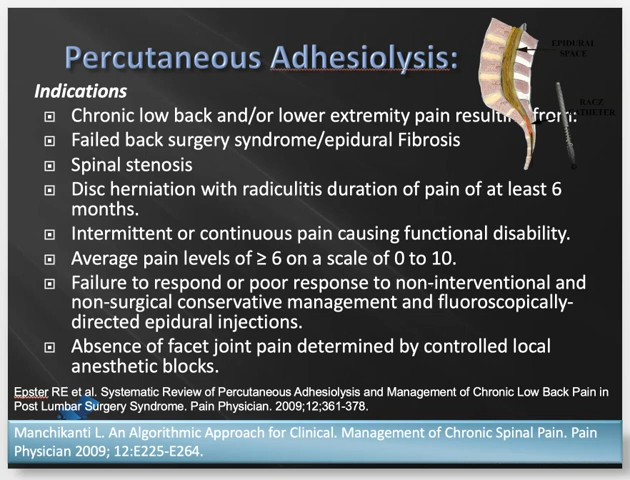 Percutaneous Adhesiolysis:
EPIDURAL
SPACE
Indications
Chronic low back and/or lower extremity pain resulting from:
RACZ
CATHETER
Failed back surgery syndrome/epidural Fibrosis
Spinal stenosis
Disc herniation with radiculitis duration of pain of at least 6
months.
Intermittent or continuous pain causing functional disability.
Average pain levels of ≥ 6 on a scale of 0 to 10.
Failure to respond or poor response to non-interventional and
non-surgical conservative management and fluoroscopically-
directed epidural injections.
Absence of facet joint pain determined by controlled local
anesthetic blocks.
Epster RE et al. Systematic Review of Percutaneous Adhesiolysis and Management of Chronic Low Back Pain in
Post Lumbar Surgery Syndrome. Pain Physician. 2009;12;361-378.
Manchikanti L. An Algorithmic Approach for Clinical. Management of Chronic Spinal Pain. Pain
Physician 2009; 12:E225-E264.